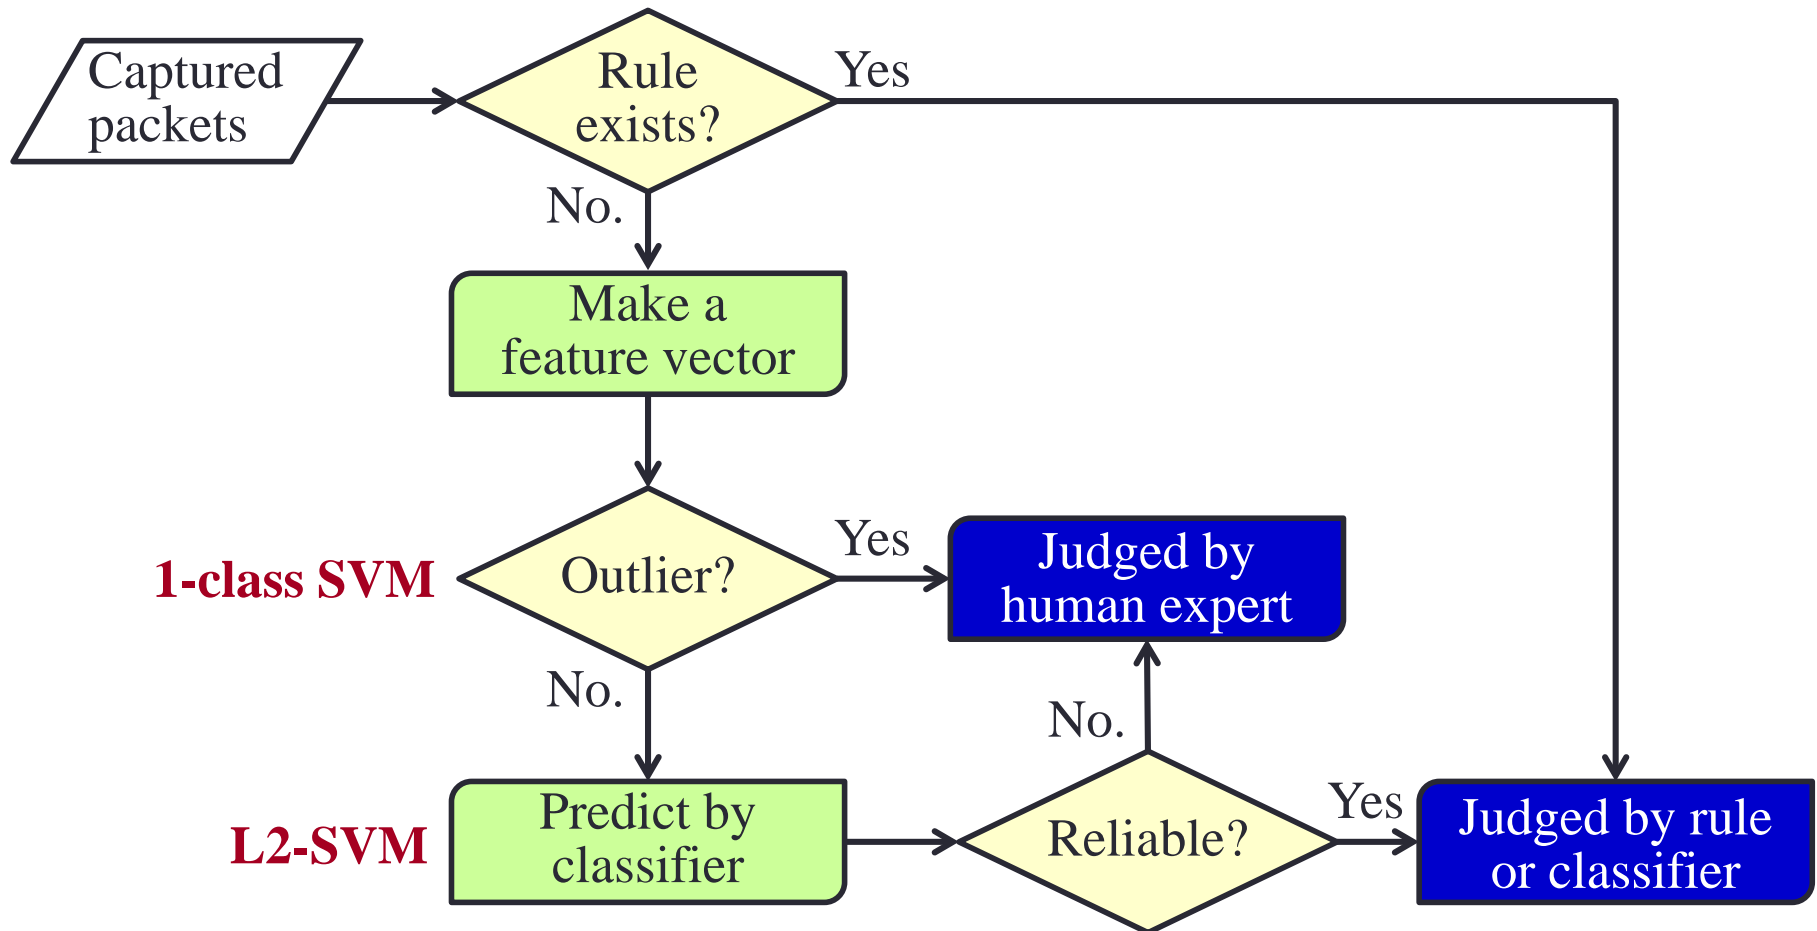 Captured
packets
Rule
exists?
Yes
No.
Make a
feature vector
1-class SVM
Outlier?
Yes
Judged by
human expert
No.
No.
L2-SVM
Predict by
classifier
Reliable?
Yes
Judged by rule
or classifier